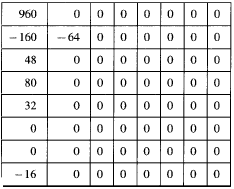 960 0 0 0 0 0 0 0
−160 −64 0 0 0 0 0 0
48 0 0 0 0 0 0 0
80 0 0 0 0 0 0 0
32 0 0 0 0 0 0 0
0 0 0 0 0 0 0 0
0 0 0 0 0 0 0 0
−16 0 0 0 0 0 0 0